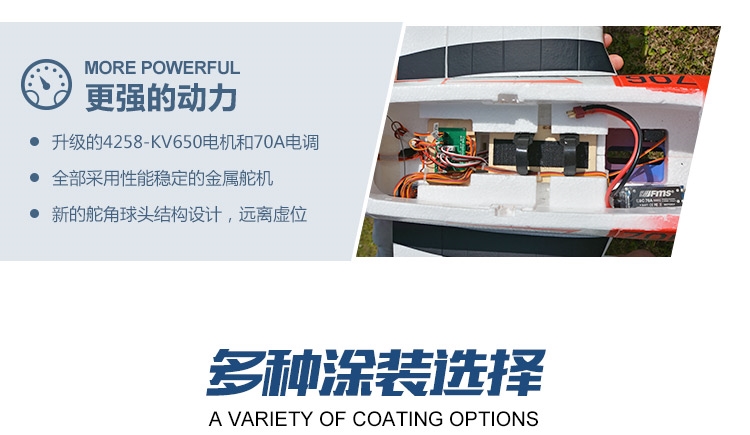 MORE POWERFUL
更强的动力
升级的4258-KV650电机和70A电调
全部采用性能稳定的金属舵机
新的舵角球头结构设计，远离虚位
706
FMS
多种涂装选择
A VARIETY OF COATING OPTIONS